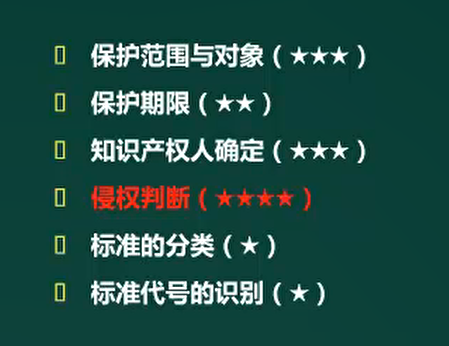 保护范围与对象（★★★）
保护期限（★★）
知识产权人确定（★★★）
侵权判断（★★★★）
标准的分类（★）
标准代号的识别（★）